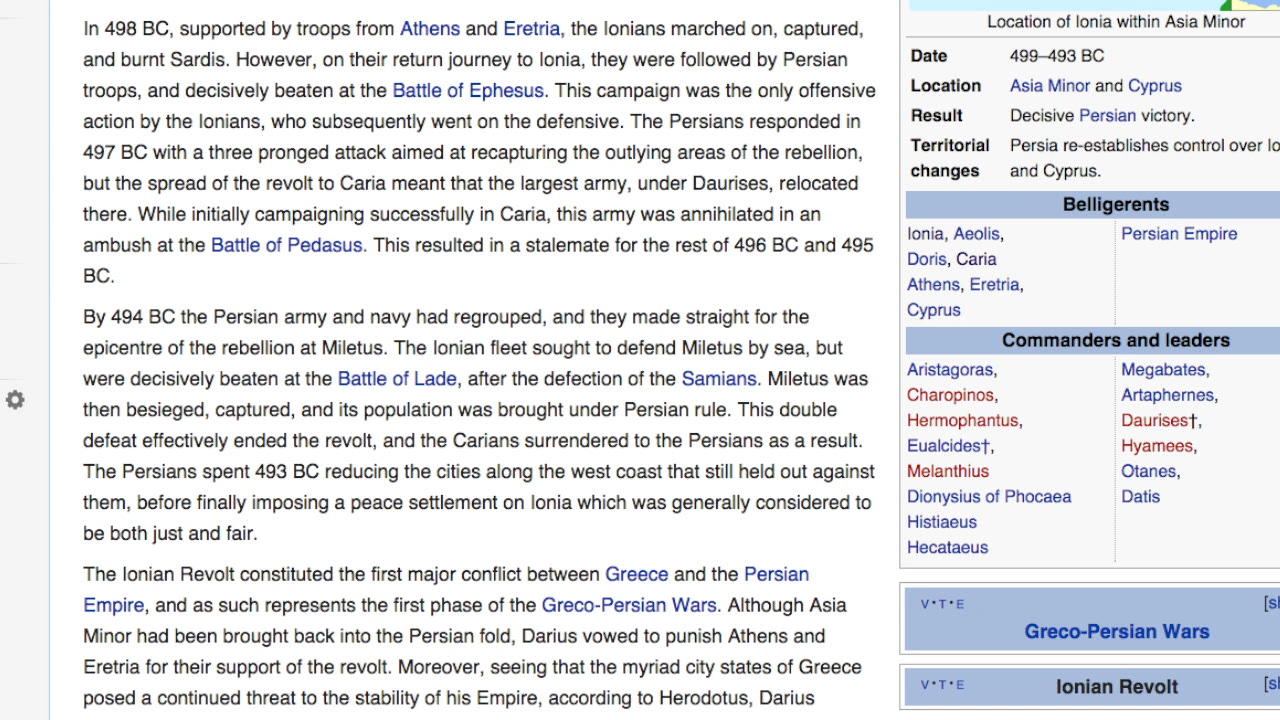 In 498 BC, supported by troops from Athens and Eretria, the Ionians marched on, captured,
and burnt Sardis. However, on their return journey to Ionia, they were followed by Persian
troops, and decisively beaten at the Battle of Ephesus. This campaign was the only offensive
action by the Ionians, who subsequently went on the defensive. The Persians responded in
497 BC with a three pronged attack aimed at recapturing the outlying areas of the rebellion,
but the spread of the revolt to Caria meant that the largest army, under Daurises, relocated
there. While initially campaigning successfully in Caria, this army was annihilated in an
ambush at the Battle of Pedasus. This resulted in a stalemate for the rest of 496 BC and 495
BC.
By 494 BC the Persian army and navy had regrouped, and they made straight for the
epicentre of the rebellion at Miletus. The Ionian fleet sought to defend Miletus by sea, but
were decisively beaten at the Battle of Lade, after the defection of the Samians. Miletus was
then besieged, captured, and its population was brought under Persian rule. This double
defeat effectively ended the revolt, and the Carians surrendered to the Persians as a result.
The Persians spent 493 BC reducing the cities along the west coast that still held out against
them, before finally imposing a peace settlement on Ionia which was generally considered to
be both just and fair.
The Ionian Revolt constituted the first major conflict between Greece and the Persian
Empire, and as such represents the first phase of the Greco-Persian Wars. Although Asia
Minor had been brought back into the Persian fold, Darius vowed to punish Athens and
Eretria for their support of the revolt. Moreover, seeing that the myriad city states of Greece
posed a continued threat to the stability of his Empire, according to Herodotus, Darius
Location of Ionia within Asia Minor
Date 499–493 BC
Location Asia Minor and Cyprus
Result Decisive Persian victory.
Territorial Persia re-establishes control over Io
changes and Cyprus.
Belligerents
Ionia, Aeolis,
Doris, Caria
Athens, Eretria,
Cyprus
Persian Empire
Commanders and leaders
Aristagoras,
Charopinos,
Hermophantus,
Eualcides†,
Melanthius
Dionysius of Phocaea
Histiaeus
Hecataeus
Megabates,
Artaphernes,
Daurises†,
Hyamees,
Otanes,
Datis
V·T·E [sh
Greco-Persian Wars
V·T·E Ionian Revolt [sh